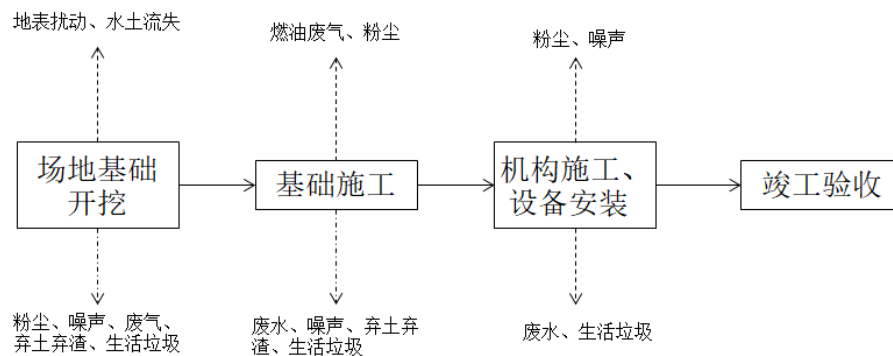 地表扰动、水土流失
燃油废气、粉尘
粉尘、噪声
场地基础
开挖
基础施工
机构施工、
设备安装
竣工验收
粉尘、噪声、废气、
弃土弃渣、生活垃圾
废水、噪声、弃土弃
渣、生活垃圾
废水、生活垃圾